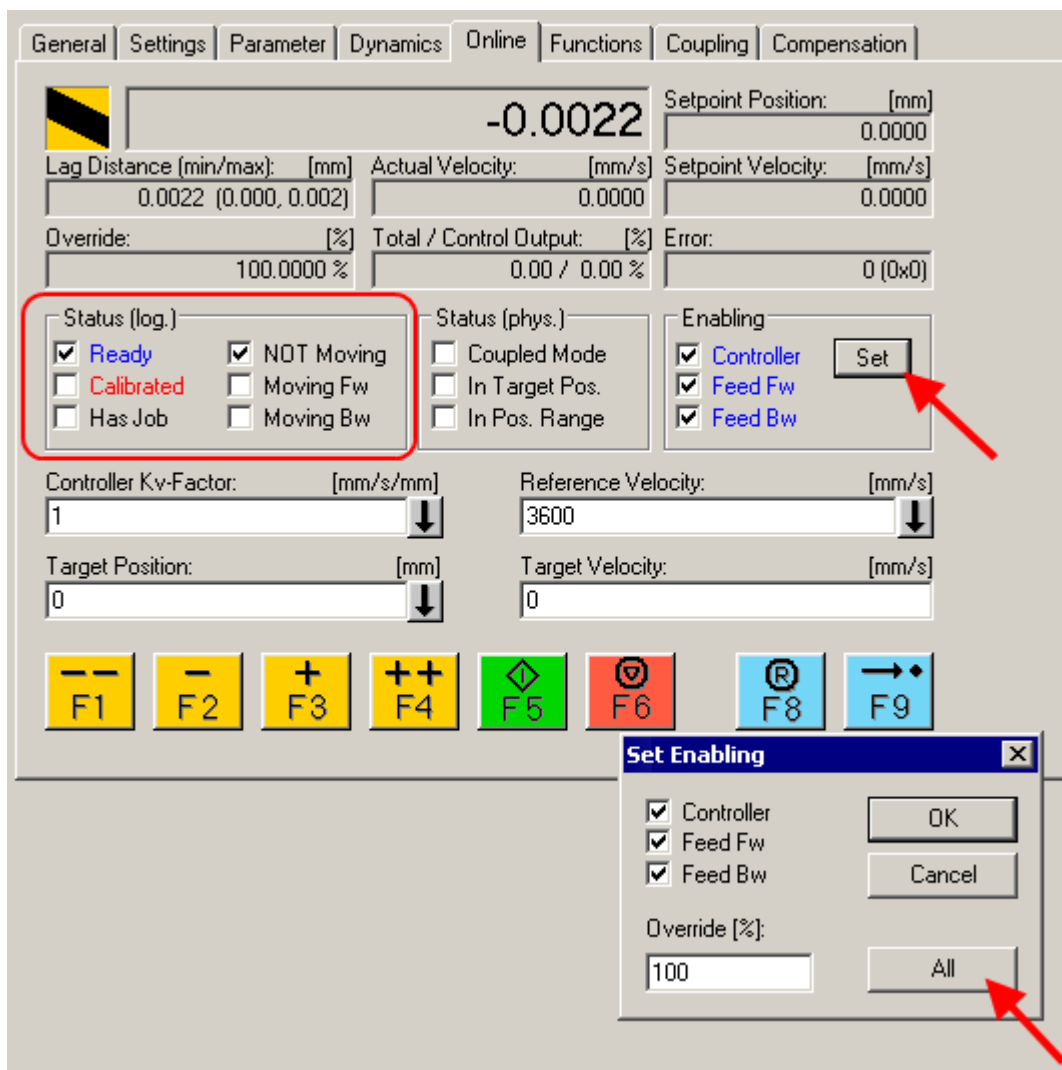 General Settings Parameter Dynamics Online Functions Coupling Compensation
-0.0022
Setpoint Position: [mm]
0.0000
Lag Distance (min/max): [mm] Actual Velocity: [mm/s] Setpoint Velocity: [mm/s]
0.0022 (0.000, 0.002) 0.0000 0.0000
Override: [%] Total / Control Output: [%] Error:
100.0000 % 0.00 / 0.00 % 0 (0x0)
Status (log.)
Ready NOT Moving
Calibrated Moving Fw
Has Job Moving Bw
Status (phys.)
Coupled Mode
In Target Pos.
In Pos. Range
Enabling
Controller Set
Feed Fw
Feed Bw
Controller Kv-Factor: [mm/s/mm] Reference Velocity: [mm/s]
1 3600
Target Position: [mm] Target Velocity: [mm/s]
0 0
-- - + ++ R
F1 F2 F3 F4 F5 F6 F8 F9
Set Enabling
Controller OK
Feed Fw
Feed Bw Cancel
Override [%]:
100 All